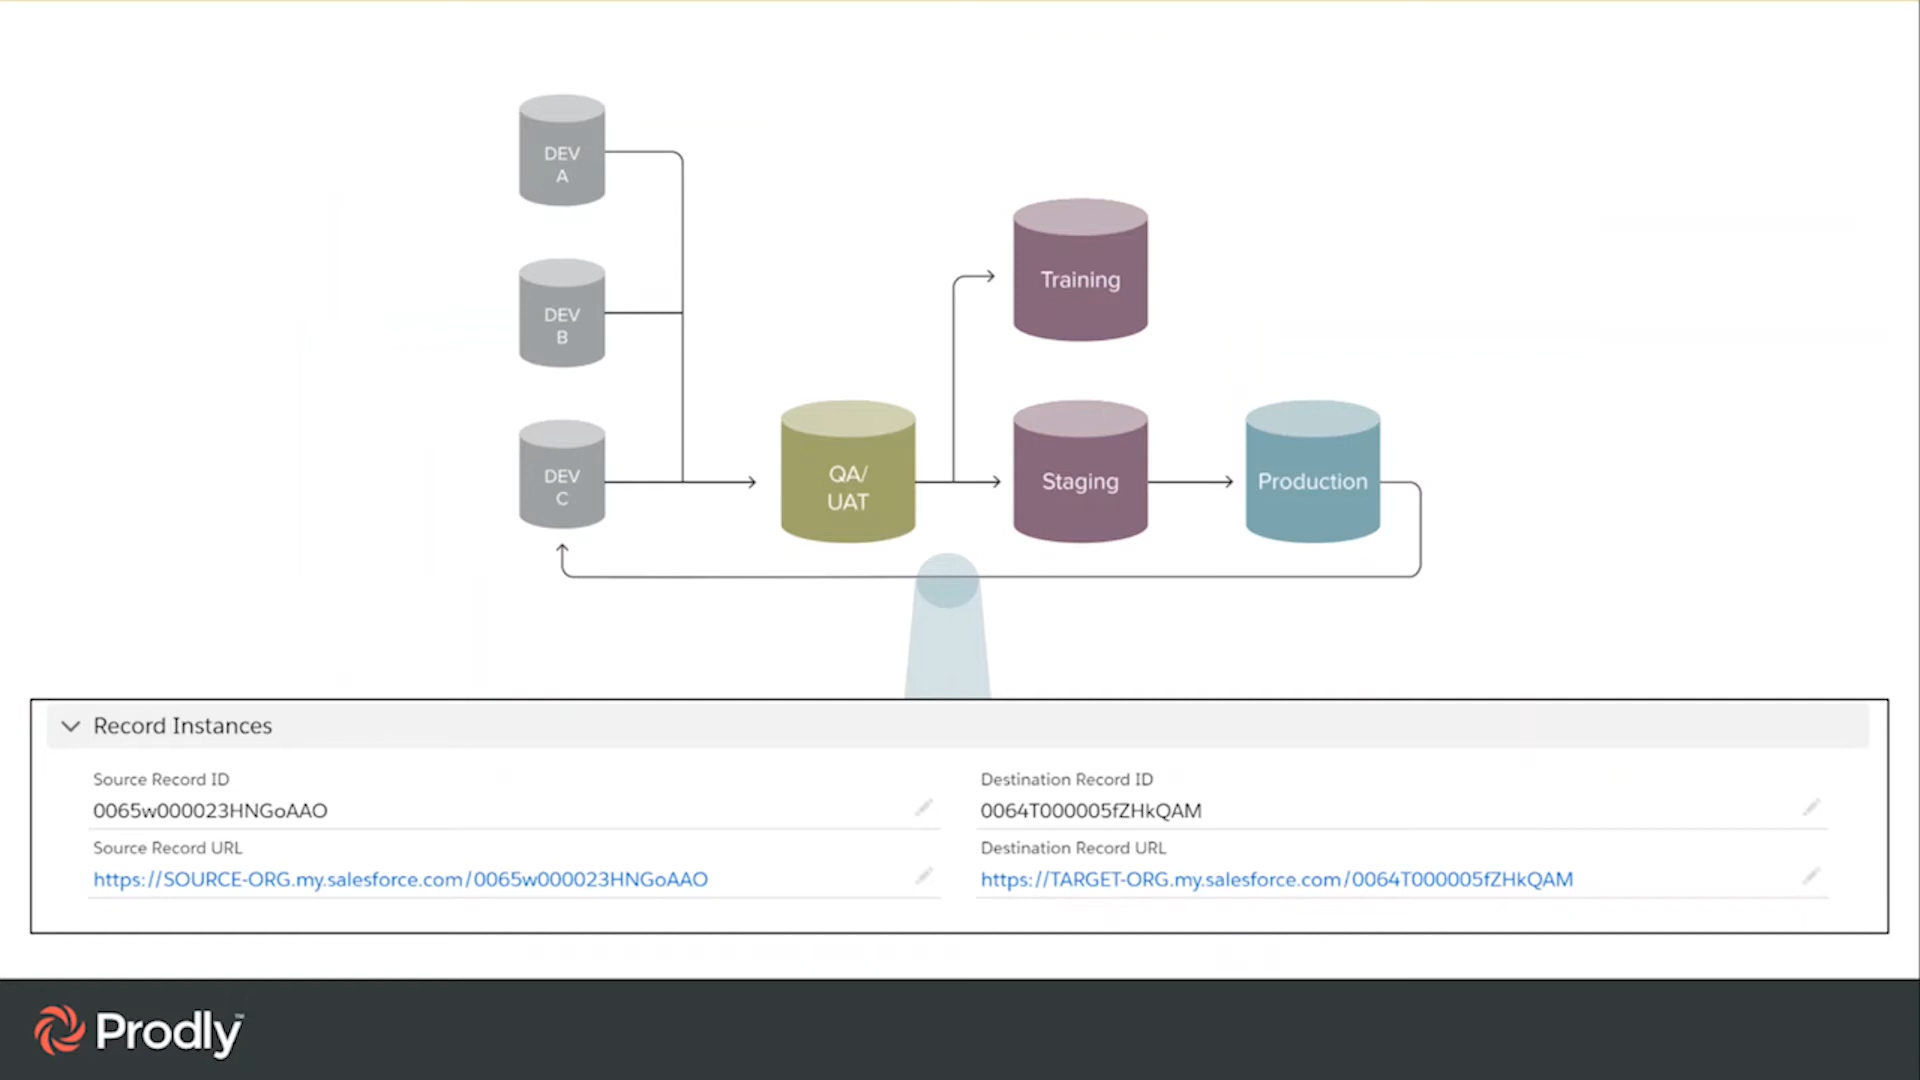 DEV
A
DEV
B
DEV
C
QA/
UAT
Training
Staging
Production
Record Instances
Source Record ID
0065w000023HNGoAAO
Destination Record ID
0064T000005fZHkQAM
Source Record URL
https://SOURCE-ORG.my.salesforce.com/0065w000023HNGoAAO
Destination Record URL
https://TARGET-ORG.my.salesforce.com/0064T000005fZHkQAM
Prodly™